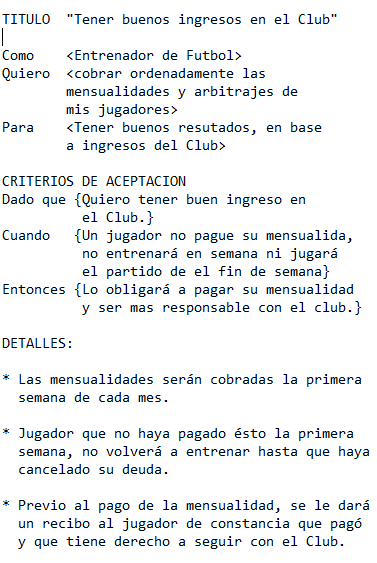 TITULO "Tener buenos ingresos en el Club"
Como <Entrenador de Futbol>
Quiero <cobrar ordenadamente las
mensualidades y arbitrajes de
mis jugadores>
Para <Tener buenos resutados, en base
a ingresos del Club>
CRITERIOS DE ACEPTACION
Dado que {Quiero tener buen ingreso en
el Club.}
Cuando {Un jugador no pague su mensualida,
no entrenará en semana ni jugará
el partido de el fin de semana}
Entonces {Lo obligará a pagar su mensualidad
y ser mas responsable con el club.}
DETALLES:
* Las mensualidades serán cobradas la primera
semana de cada mes.
* Jugador que no haya pagado ésto la primera
semana, no volverá a entrenar hasta que haya
cancelado su deuda.
* Previo al pago de la mensualidad, se le dará
un recibo al jugador de constancia que pagó
y que tiene derecho a seguir con el Club.